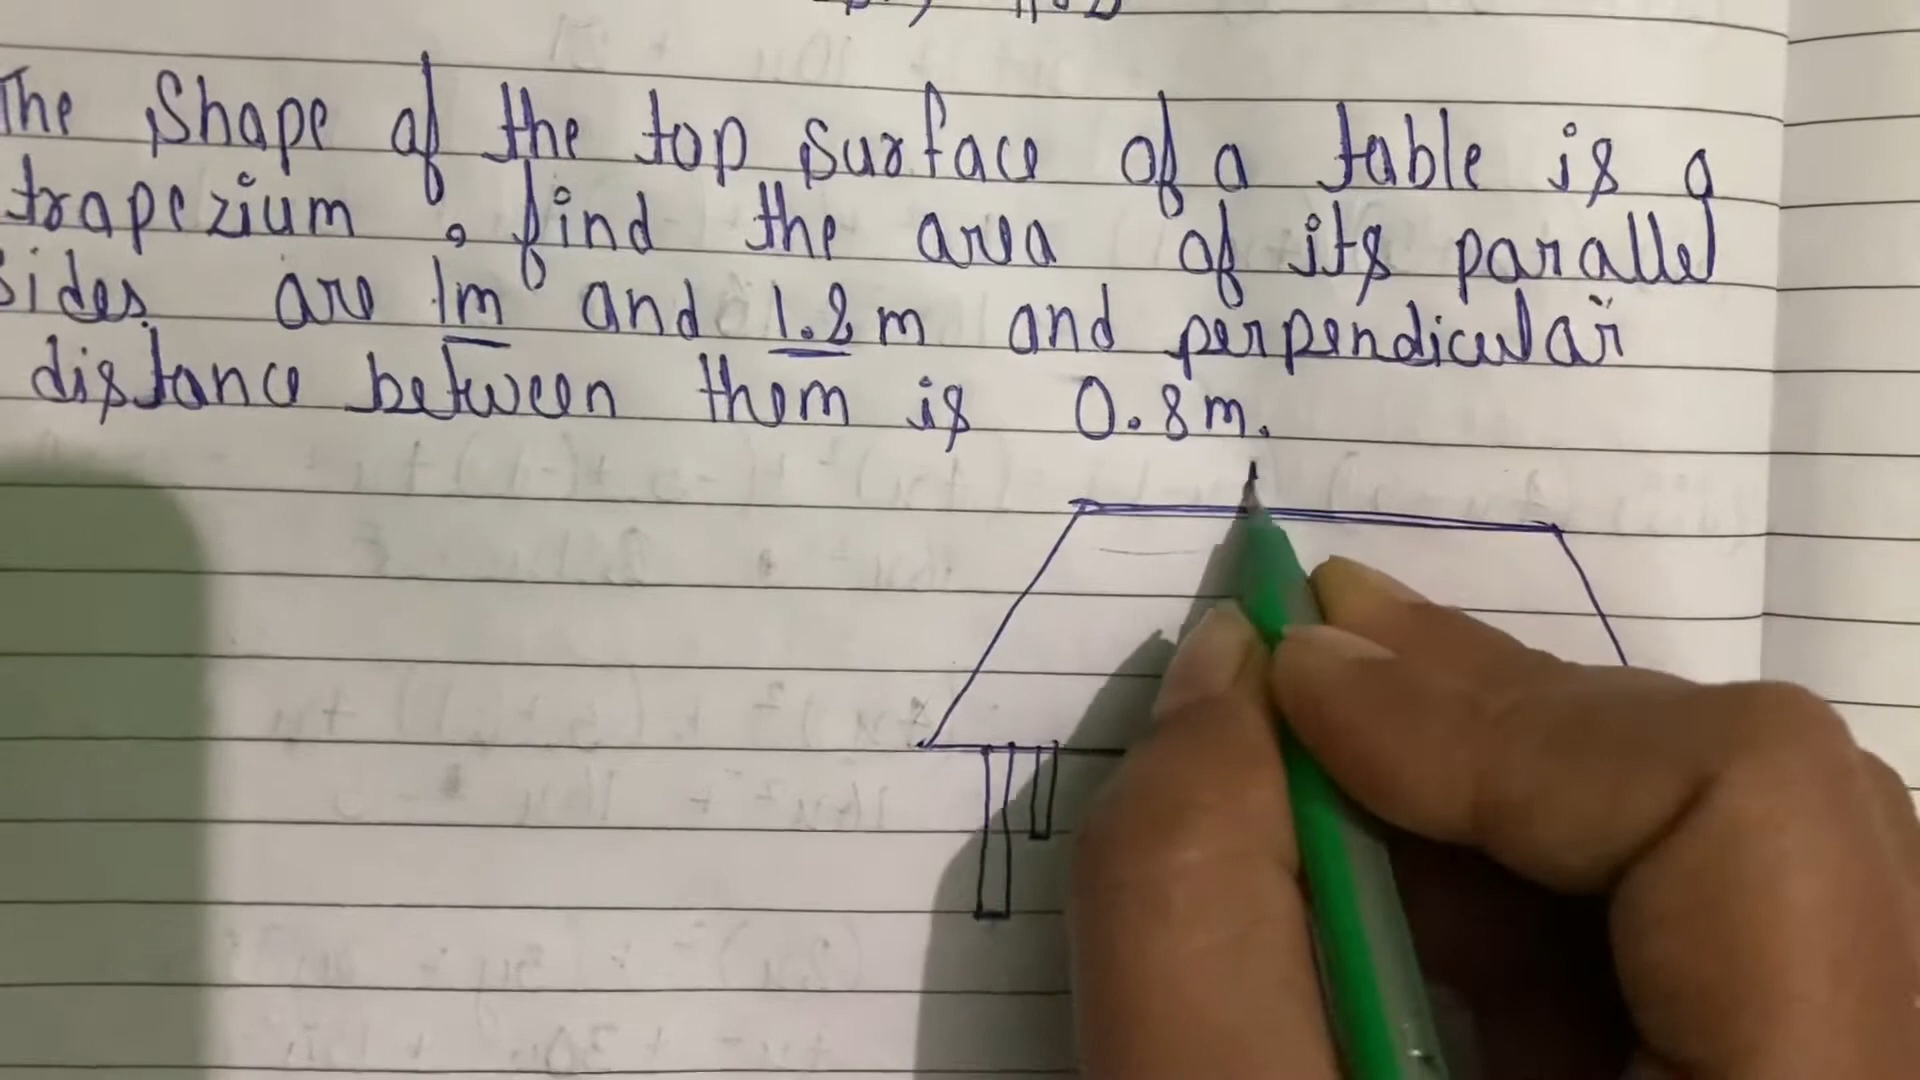 The Shape of the top surface of a table is a
trapezium. find the area of its parallel
sides are 1m and 1.2m and perpendicular
distance between them is 0.8m.